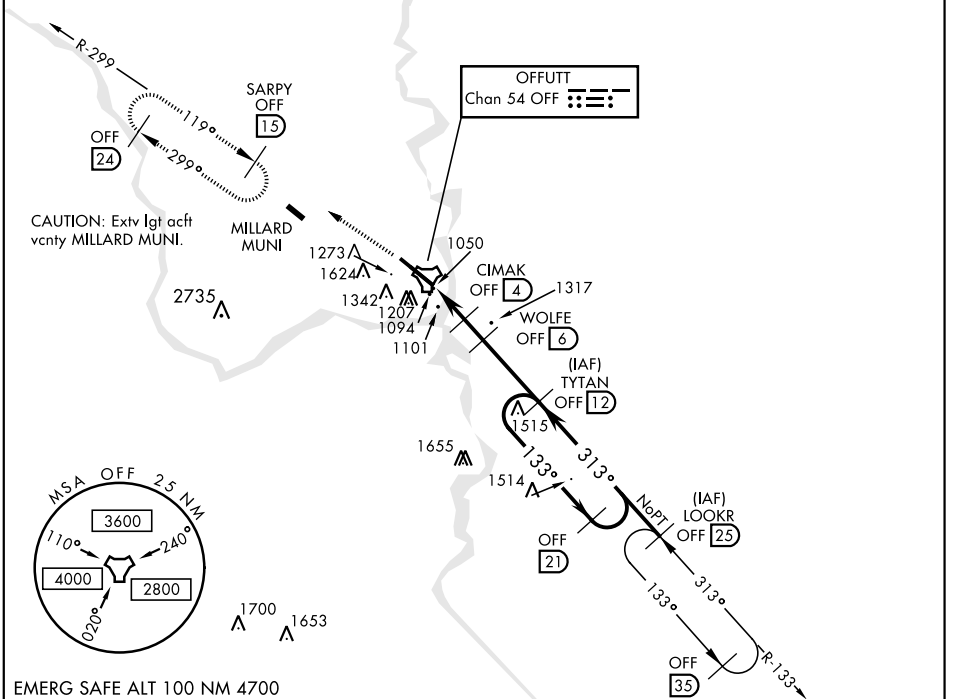 R-299
OFFUTT
Chan 54 OFF
SARPY
OFF
15
119°
OFF
24
299°
CAUTION: Extv lgt acft
vcnty MILLARD MUNI.
MILLARD
MUNI
1273
1624
1050
CIMAK
OFF 4
1317
2735
1342
1207
1094
1101
WOLFE
OFF 6
(IAF)
TYTAN
OFF 12
1515
1655
133°
313°
1514
NoPT
(IAF)
LOOKR
OFF 25
OFF
21
MSA OFF 25 NM
3600
110°
240°
4000
2800
020°
1700
1653
133°
313°
OFF
35
R-133
EMERG SAFE ALT 100 NM 4700